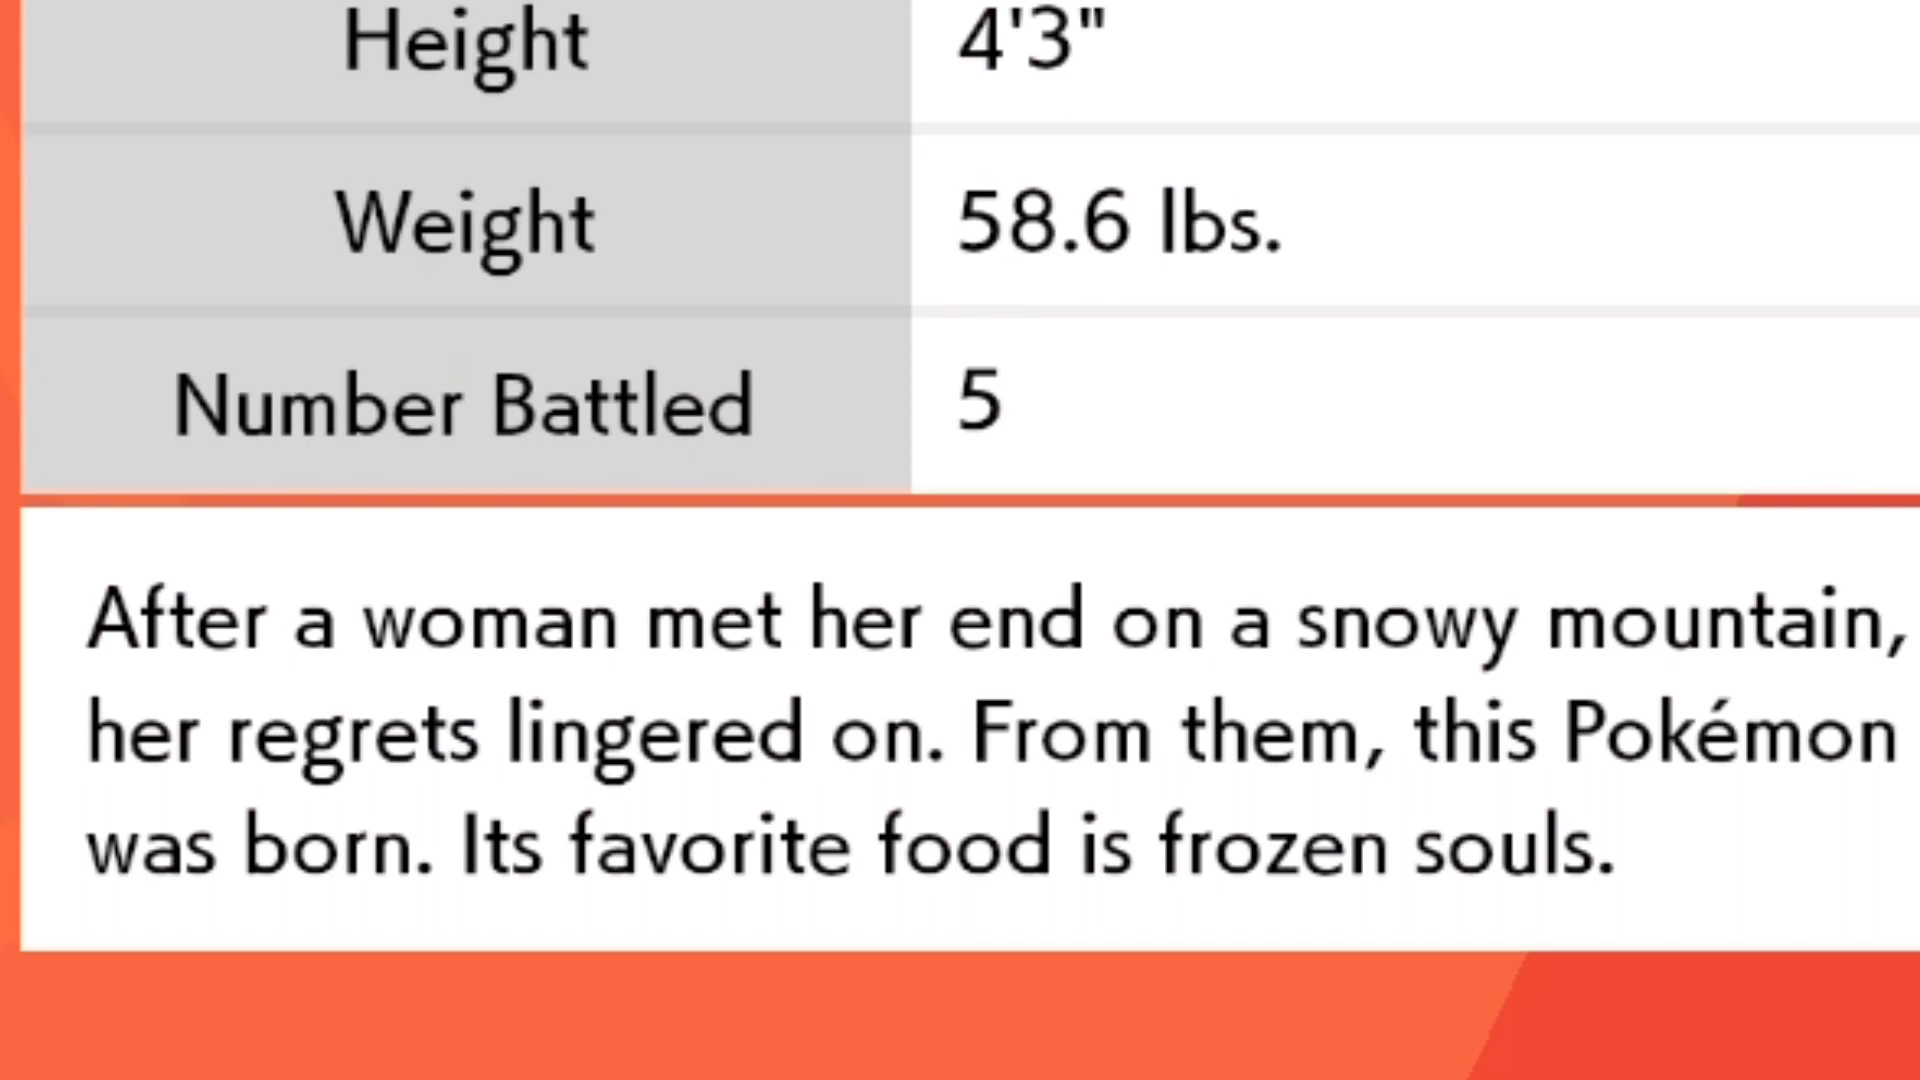 Height 4'3"
Weight 58.6 lbs.
Number Battled 5
After a woman met her end on a snowy mountain,
her regrets lingered on. From them, this Pokémon
was born. Its favorite food is frozen souls.